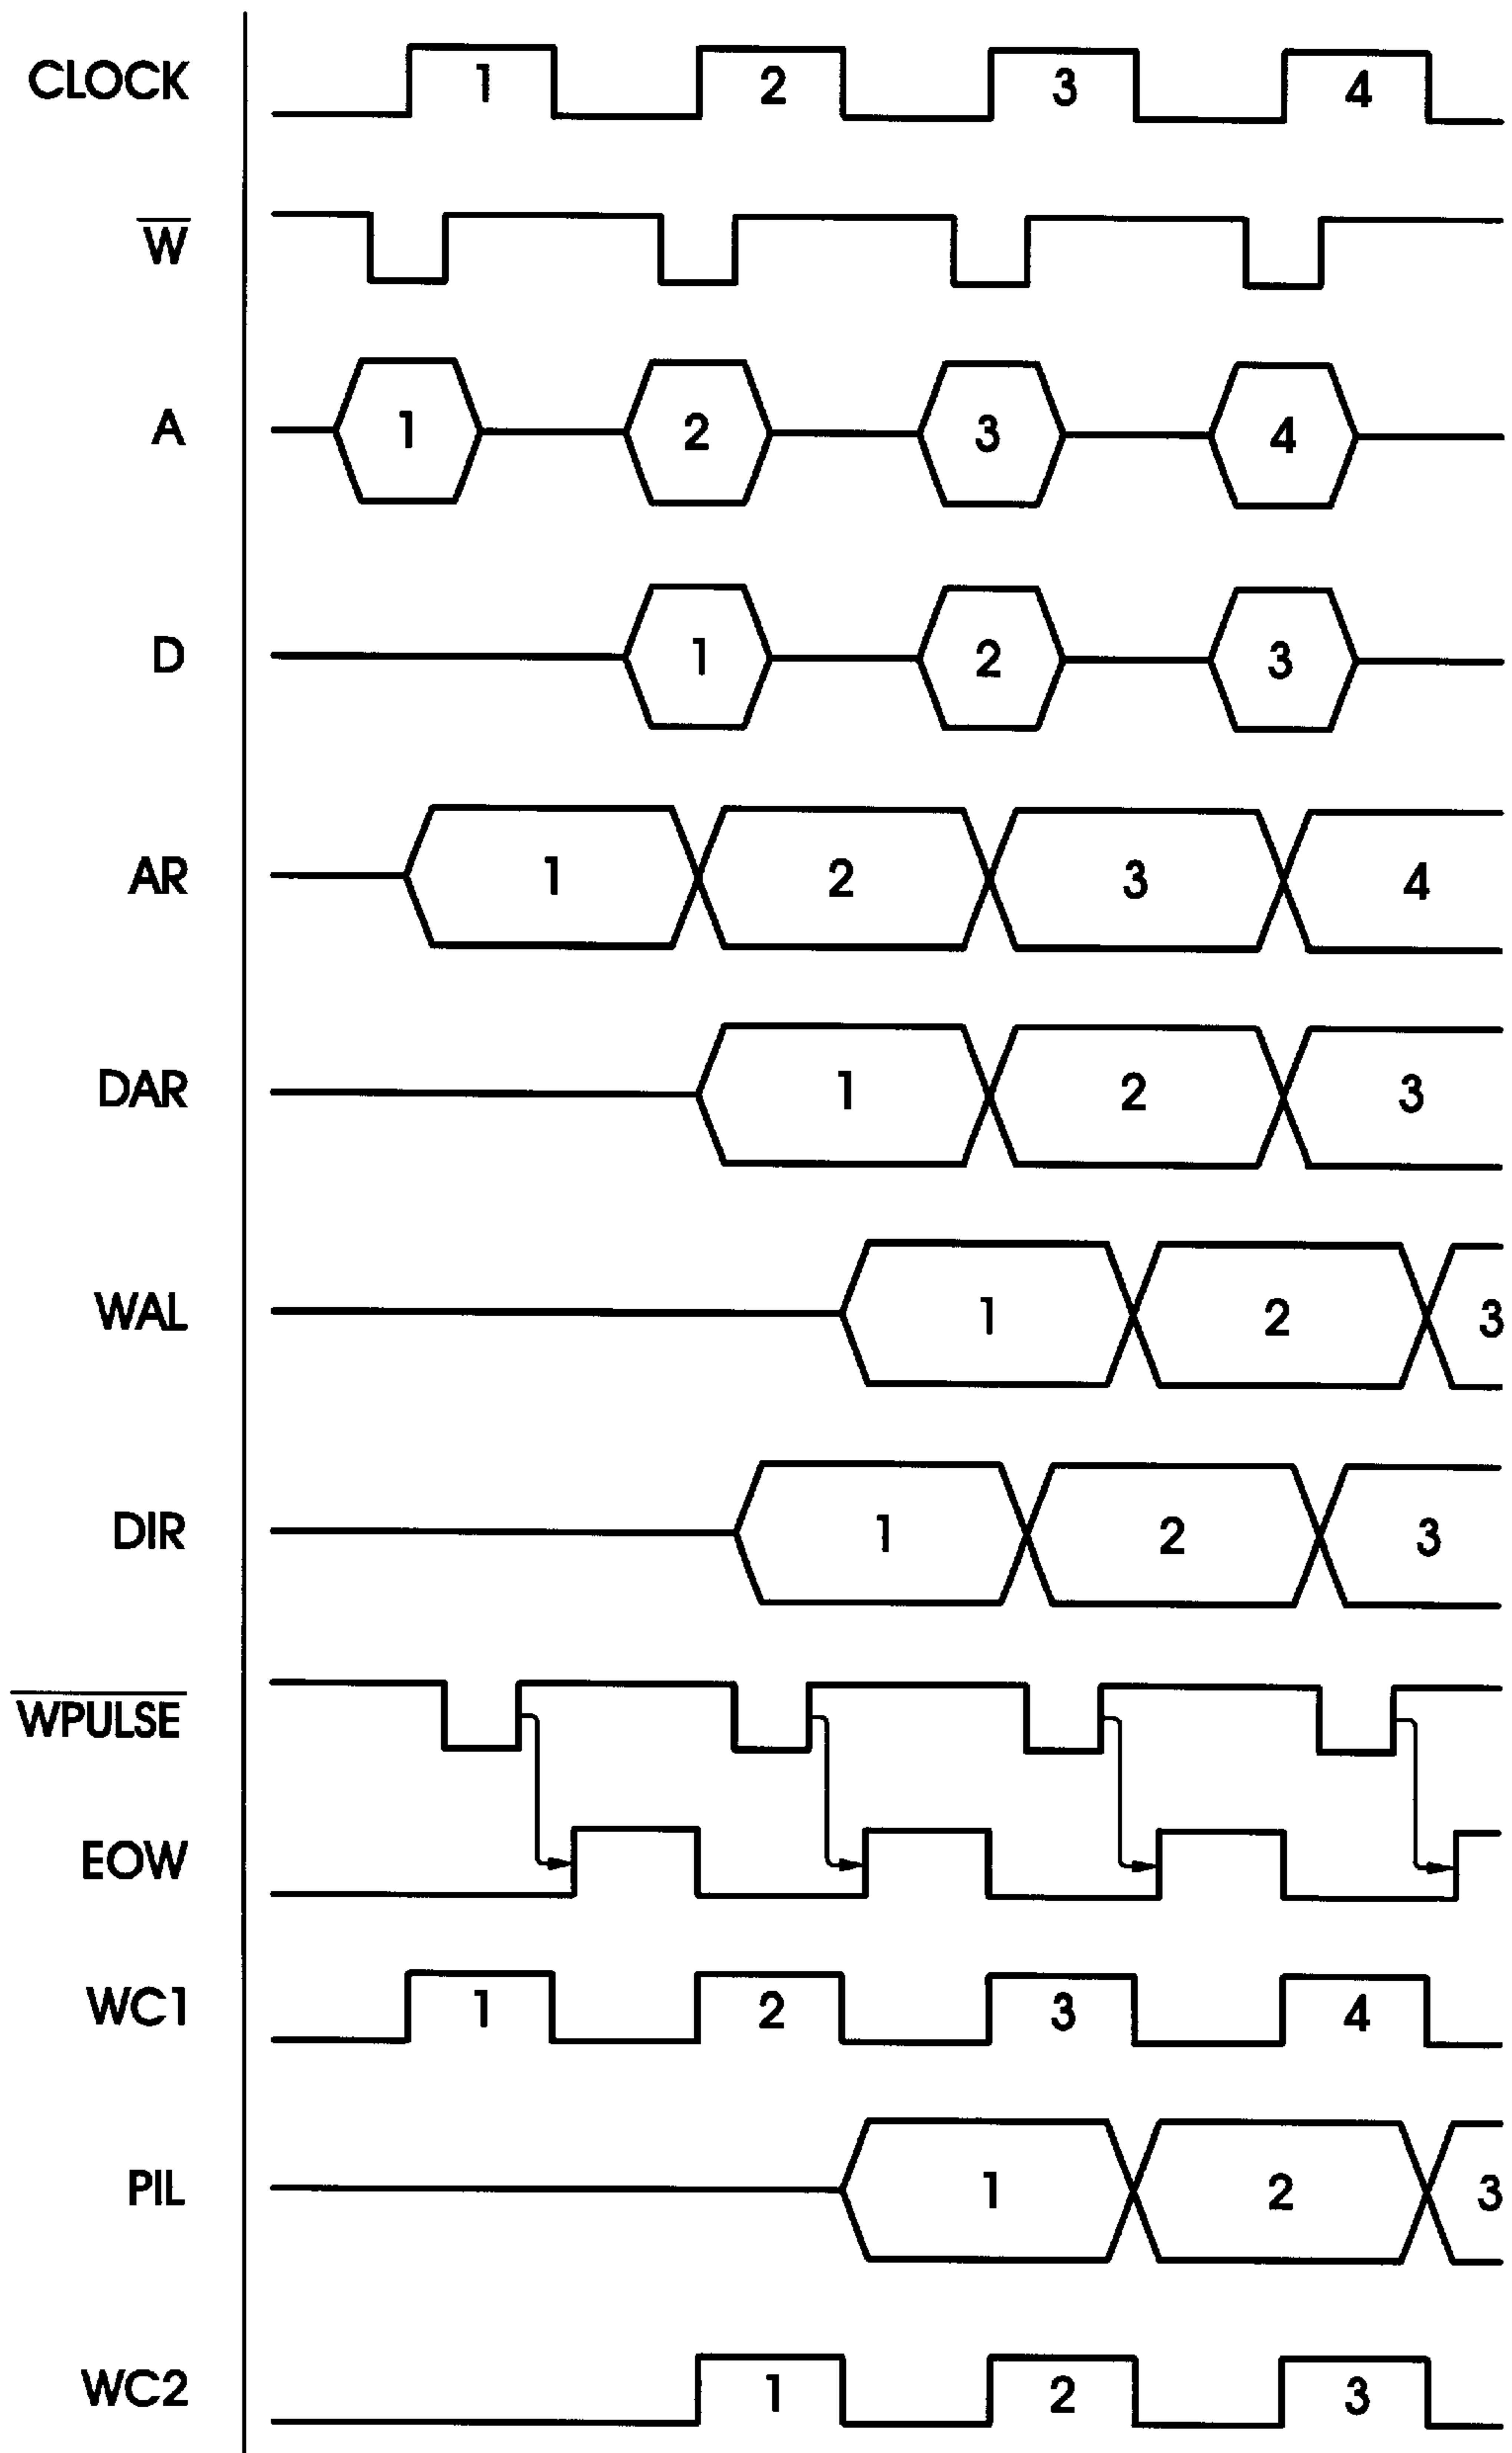 CLOCK 1 2 3 4
W̅
A 1 2 3 4
D 1 2 3
AR 1 2 3 4
DAR 1 2 3
WAL 1 2 3
DIR 1 2 3
W̅P̅U̅L̅S̅E̅
EOW
WC1 1 2 3 4
PIL 1 2 3
WC2 1 2 3